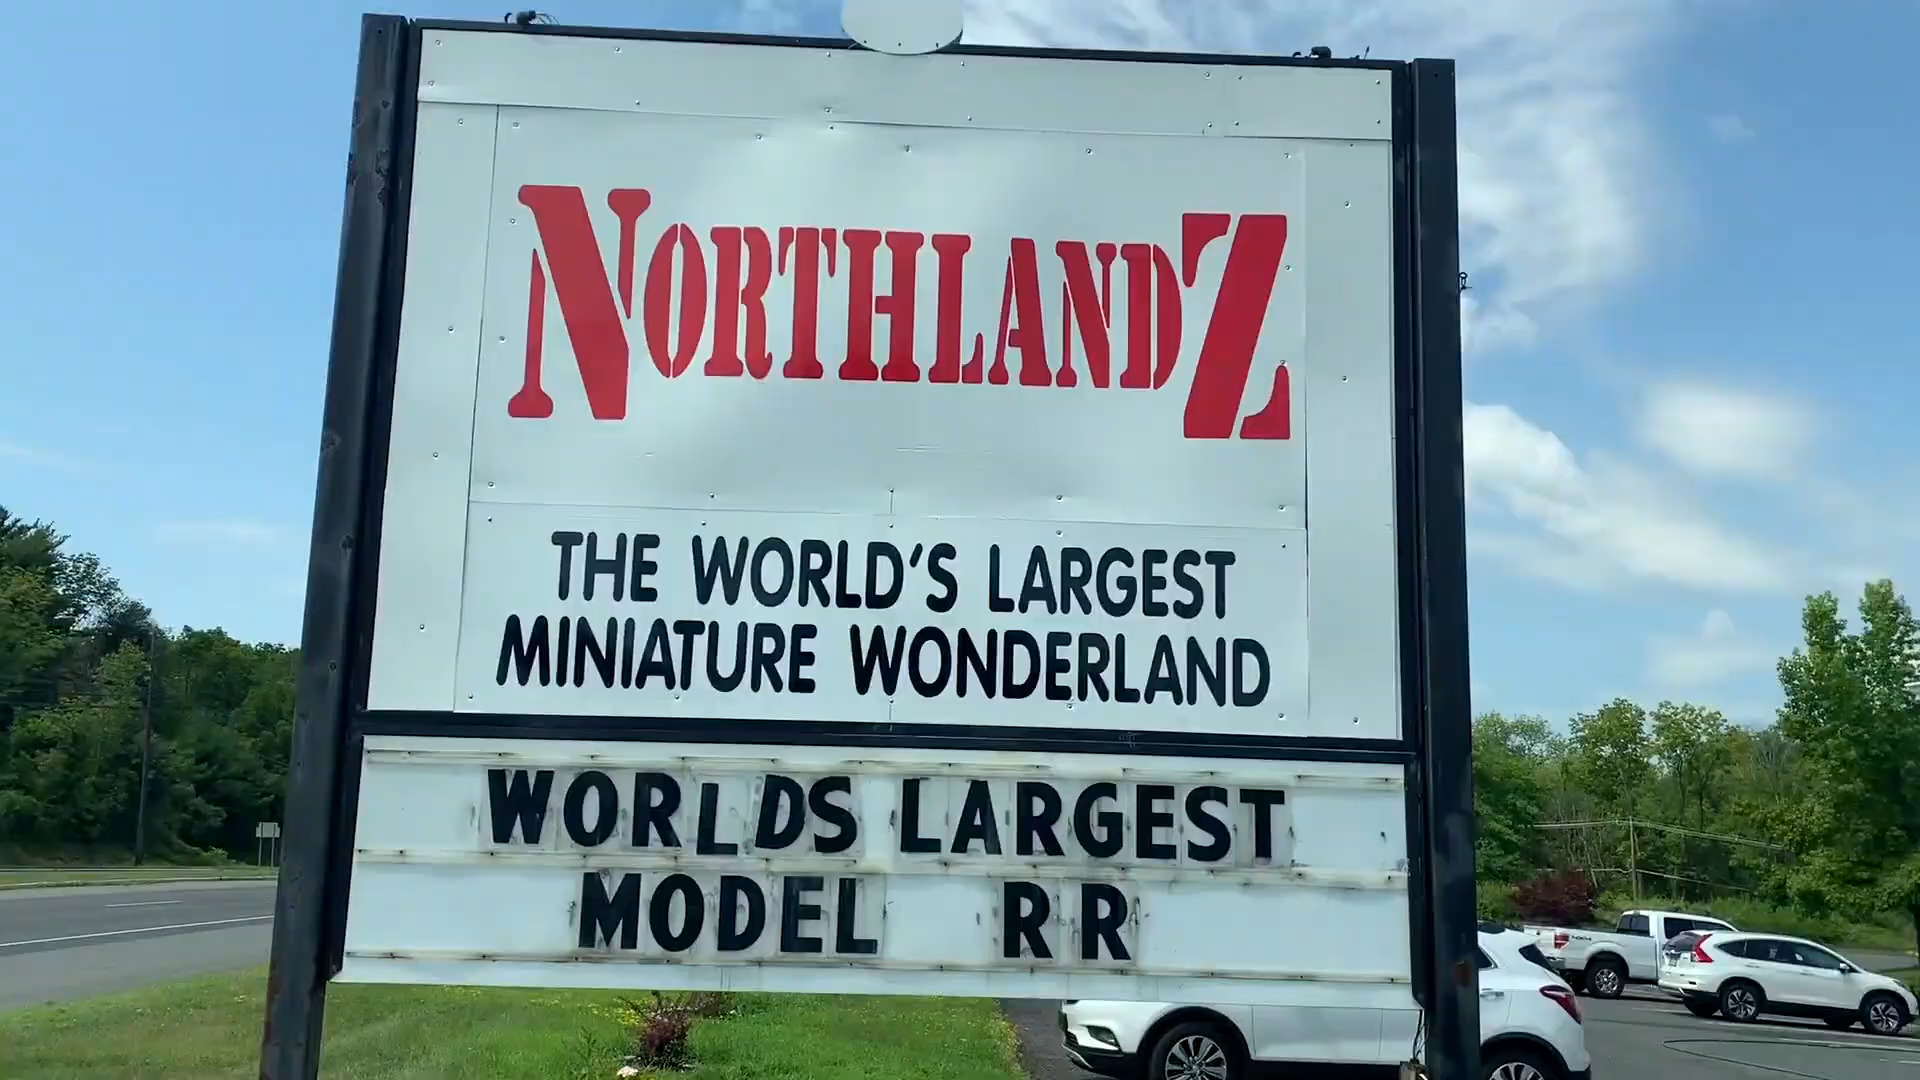 NORTHLANDZ
THE WORLD'S LARGEST
MINIATURE WONDERLAND
WORLDS LARGEST
MODEL RR